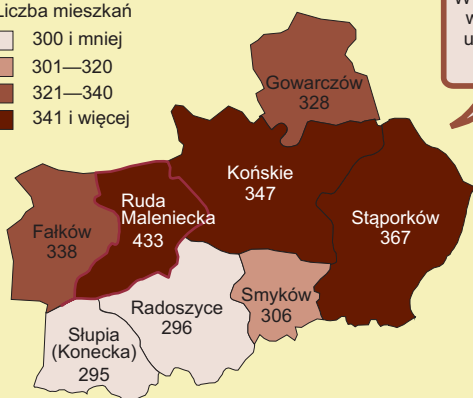 Liczba mieszkań
300 i mniej
301—320
321—340
341 i więcej
Gowarczów
328
Końskie
347
Stąporków
367
Ruda
Maleniecka
433
Fałków
338
Radoszyce
296
Smyków
306
Słupia
(Konecka)
295